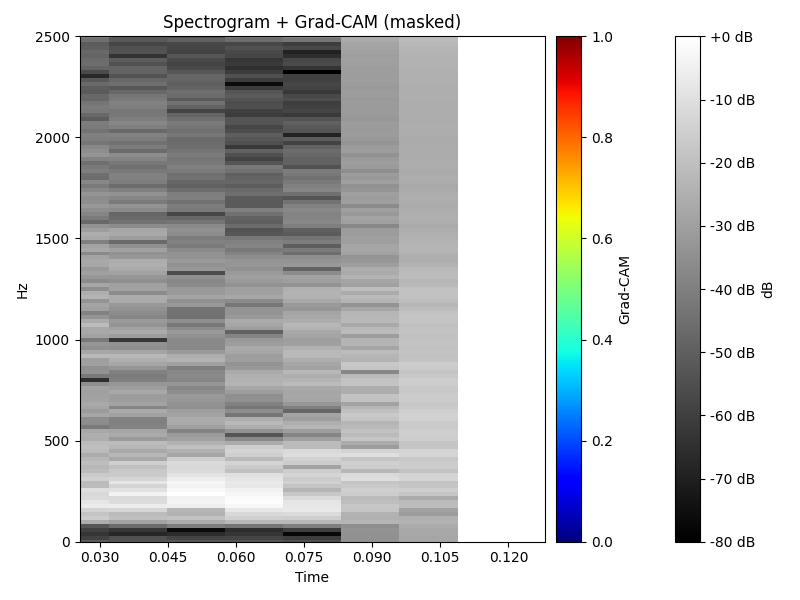 Spectrogram + Grad-CAM (masked)
2500
2000
1500
1000
500
0
Hz
0.030 0.045 0.060 0.075 0.090 0.105 0.120
Time
1.0
0.8
0.6
0.4
0.2
0.0
Grad-CAM
+0 dB
-10 dB
-20 dB
-30 dB
-40 dB
-50 dB
-60 dB
-70 dB
-80 dB
dB